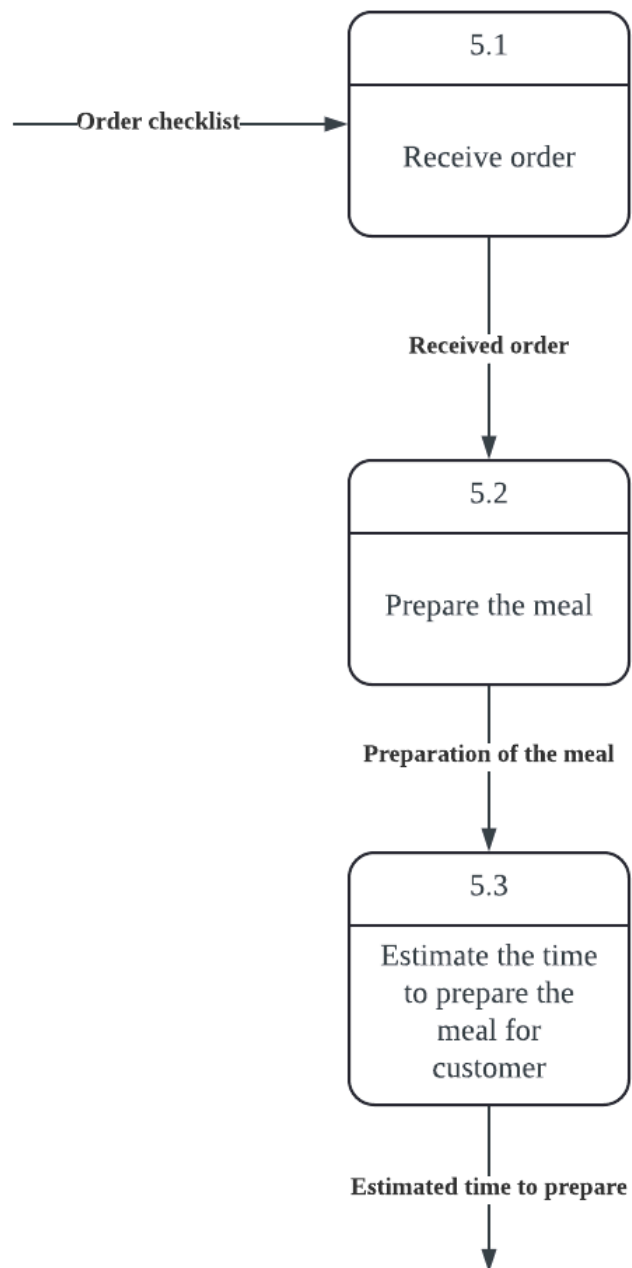 5.1
Order checklist
Receive order
Received order
5.2
Prepare the meal
Preparation of the meal
5.3
Estimate the time
to prepare the
meal for
customer
Estimated time to prepare